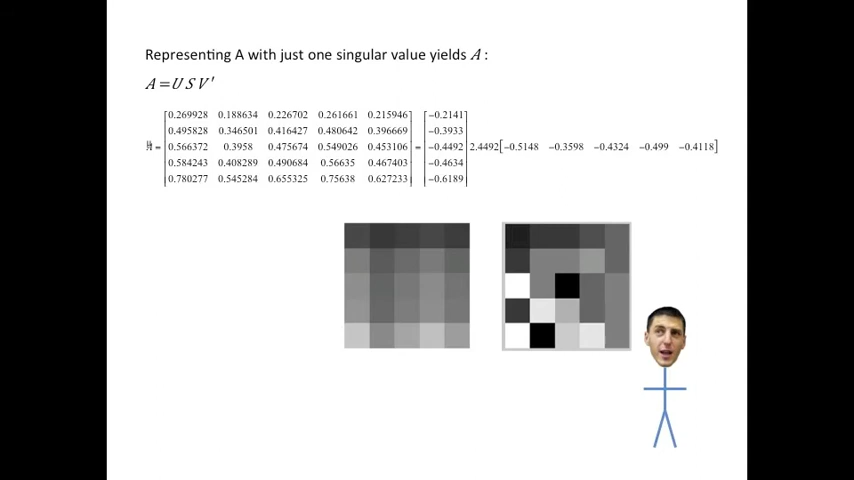 Representing A with just one singular value yields A :
A = U S V'
= [0.269928 0.188634 0.226702 0.261661 0.215946] = [−0.2141]
0.495828 0.346501 0.416427 0.480642 0.396669 −0.3933
0.566372 0.3958 0.475674 0.549026 0.453106 −0.4492 2.4492[−0.5148 −0.3598 −0.4324 −0.499 −0.4118]
0.584243 0.408289 0.490684 0.56635 0.467403 −0.4634
0.780277 0.545284 0.655325 0.75638 0.627233 −0.6189